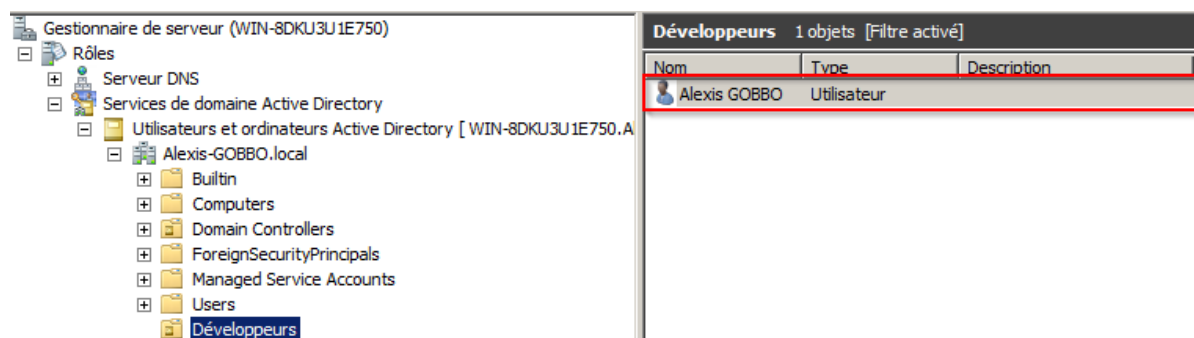 Gestionnaire de serveur (WIN-8DKU3U1E750)
Rôles
Serveur DNS
Services de domaine Active Directory
Utilisateurs et ordinateurs Active Directory [ WIN-8DKU3U1E750.A
Alexis-GOBBO.local
Builtin
Computers
Domain Controllers
ForeignSecurityPrincipals
Managed Service Accounts
Users
Développeurs
Développeurs 1 objets [Filtre activé]
Nom Type Description
Alexis GOBBO Utilisateur